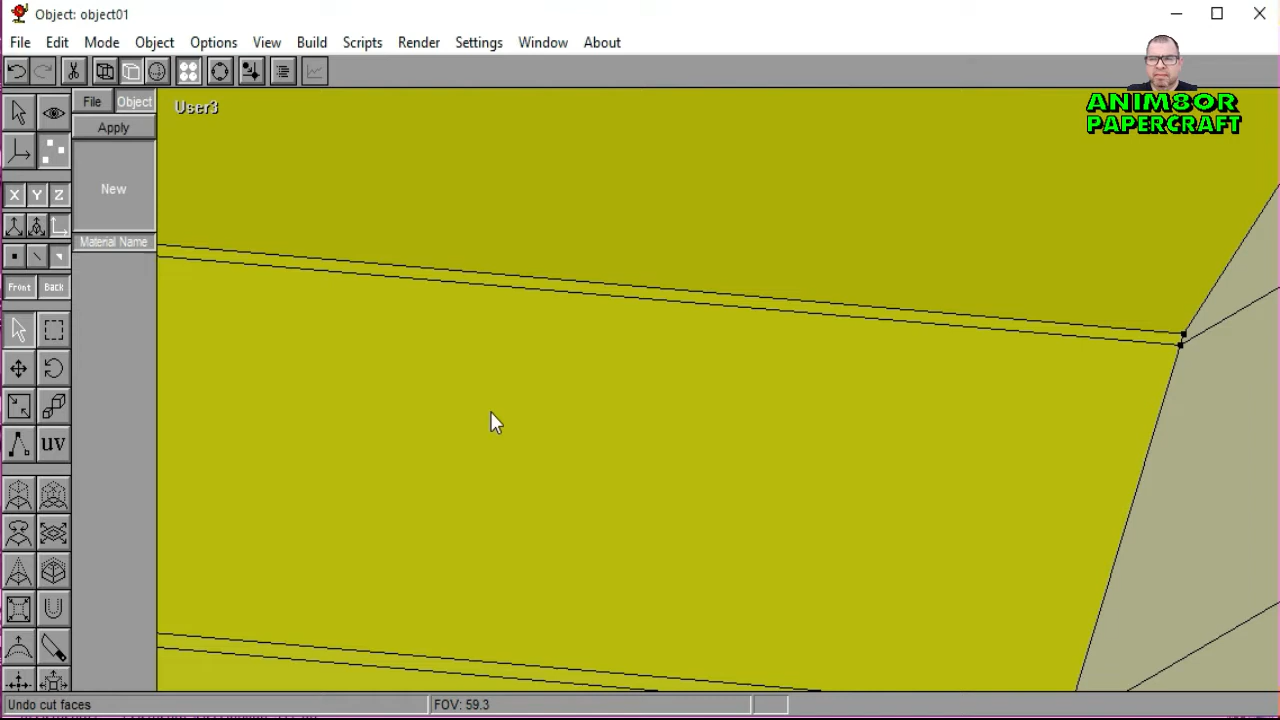 Object: object01
File Edit Mode Object Options View Build Scripts Render Settings Window About
ANIM8OR
PAPERCRAFT
File Object
User3
Apply
New
X Y Z
Material Name
Front Back
uv
Undo cut faces
FOV: 59.3